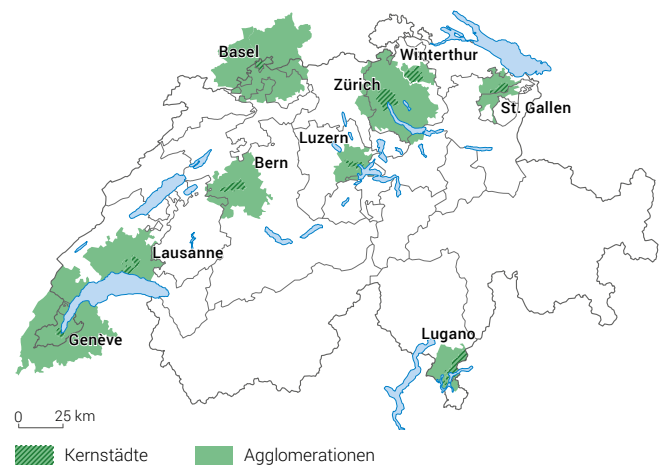 Basel
Winterthur
Zürich
St. Gallen
Luzern
Bern
Lausanne
Genève
Lugano
0 25 km
Kernstädte
Agglomerationen